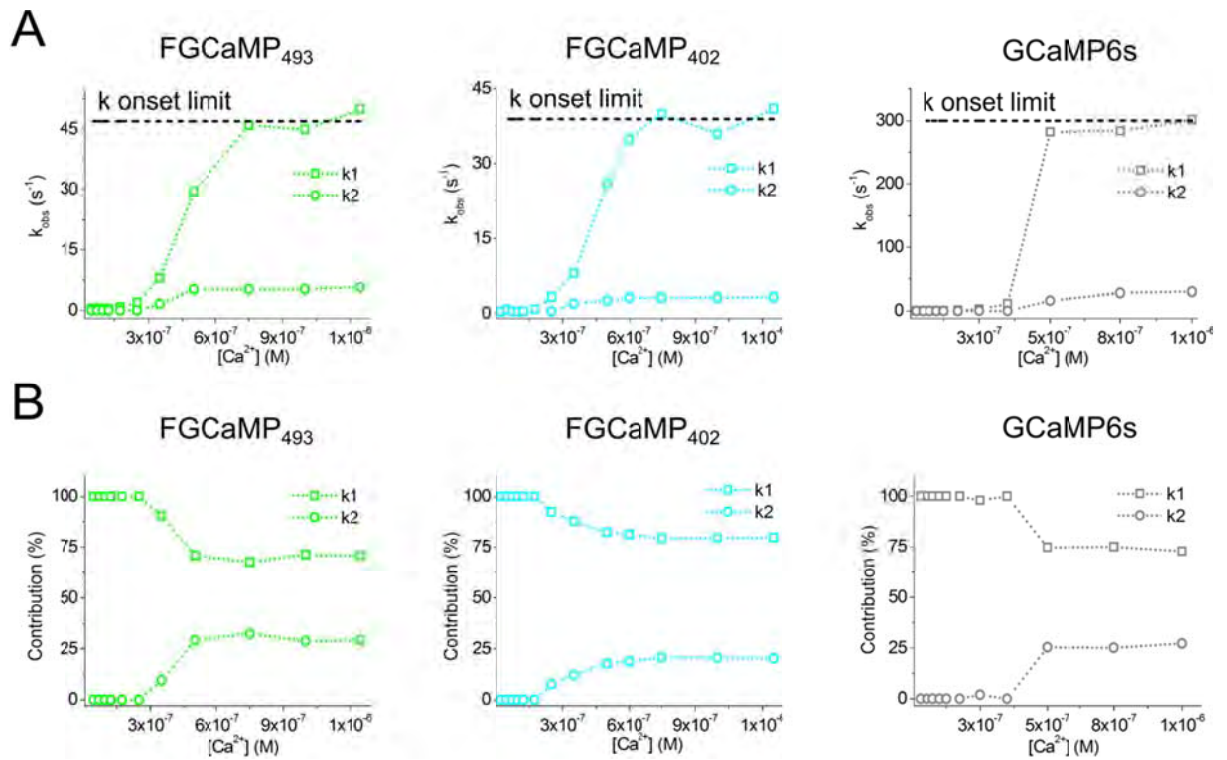 A
FGCaMP493
k onset limit
45
30
15
0
k1
k2
kobs (s-1)
3x10-7 6x10-7 9x10-7 1x10-6
[Ca2+] (M)
FGCaMP402
k onset limit
45
30
15
0
k1
k2
kobs (s-1)
3x10-7 6x10-7 9x10-7 1x10-4
[Ca2+] (M)
GCaMP6s
k onset limit
300
200
100
0
k1
k2
kobs (s-1)
3x10-7 5x10-7 8x10-7 1x10-6
[Ca2+] (M)
B
FGCaMP493
100
75
50
25
0
k1
k2
Contribution (%)
3x10-7 6x10-7 9x10-7 1x10-6
[Ca2+] (M)
FGCaMP402
100
75
50
25
0
k1
k2
Contribution (%)
3x10-7 6x10-7 9x10-7 1x10-6
[Ca2+] (M)
GCaMP6s
100
75
50
25
0
k1
k2
Contribution (%)
3x10-7 5x10-7 8x10-7 1x10-6
[Ca2+] (M)